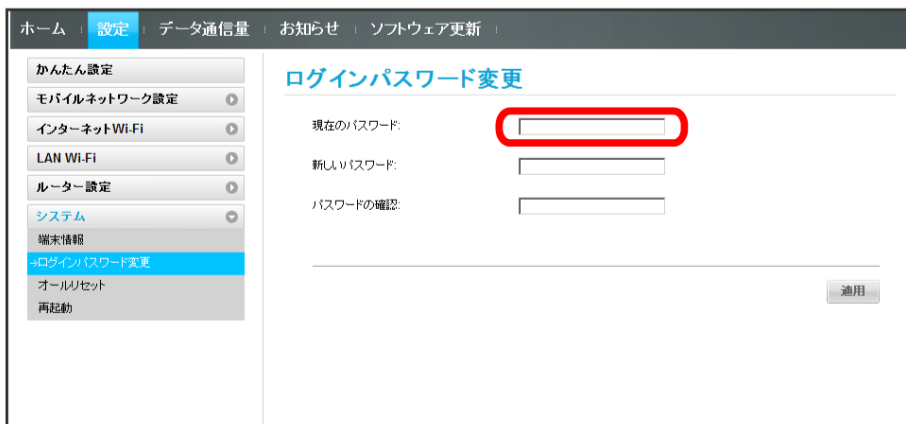 ホーム 設定 データ通信量 お知らせ ソフトウェア更新
かんたん設定
モバイルネットワーク設定
インターネットWi-Fi
LAN Wi-Fi
ルーター設定
システム
端末情報
→ログインパスワード変更
オールリセット
再起動
ログインパスワード変更
現在のパスワード:
新しいパスワード:
パスワードの確認:
適用